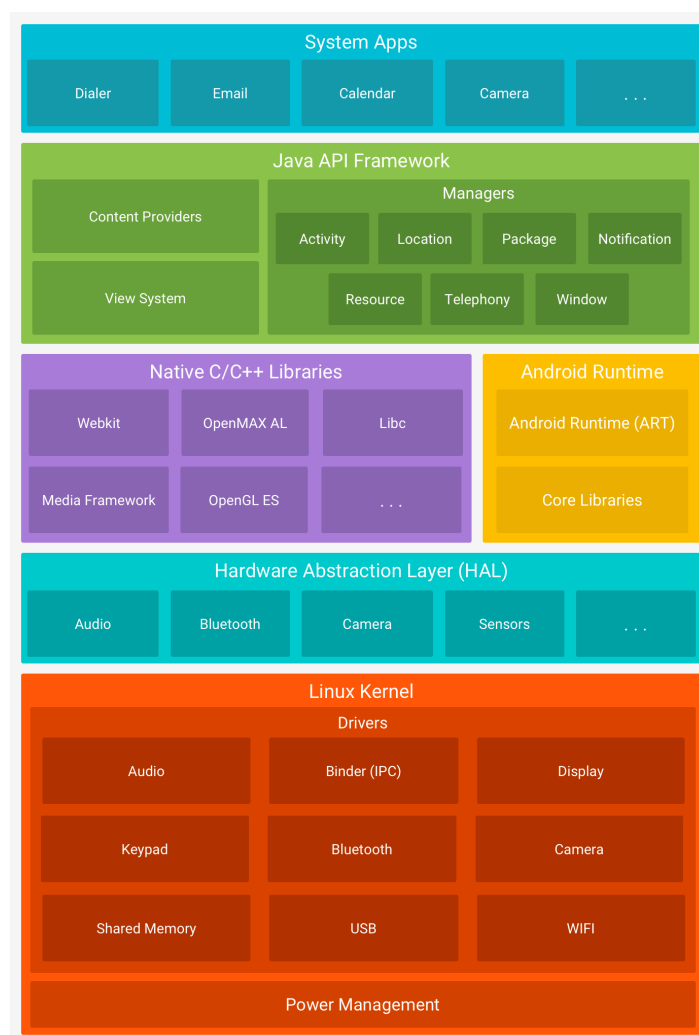 System Apps
Dialer
Email
Calendar
Camera
. . .
Java API Framework
Content Providers
View System
Managers
Activity
Location
Package
Notification
Resource
Telephony
Window
Native C/C++ Libraries
Webkit
OpenMAX AL
Libc
Media Framework
OpenGL ES
. . .
Android Runtime
Android Runtime (ART)
Core Libraries
Hardware Abstraction Layer (HAL)
Audio
Bluetooth
Camera
Sensors
. . .
Linux Kernel
Drivers
Audio
Binder (IPC)
Display
Keypad
Bluetooth
Camera
Shared Memory
USB
WIFI
Power Management